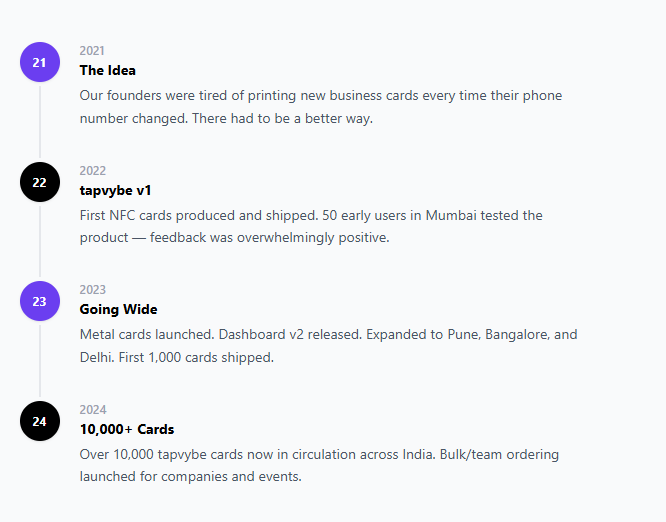 21
2021
The Idea
Our founders were tired of printing new business cards every time their phone
number changed. There had to be a better way.
22
2022
tapvybe v1
First NFC cards produced and shipped. 50 early users in Mumbai tested the
product — feedback was overwhelmingly positive.
23
2023
Going Wide
Metal cards launched. Dashboard v2 released. Expanded to Pune, Bangalore, and
Delhi. First 1,000 cards shipped.
24
2024
10,000+ Cards
Over 10,000 tapvybe cards now in circulation across India. Bulk/team ordering
launched for companies and events.